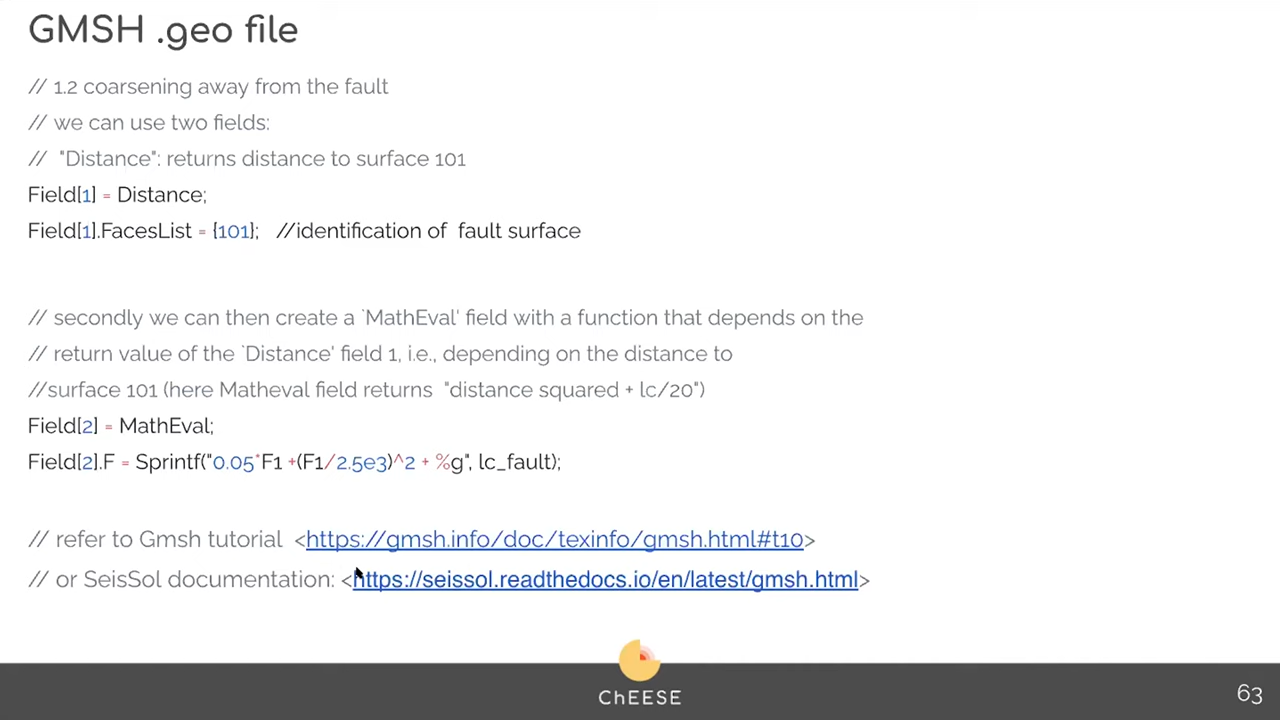 GMSH .geo file
// 1.2 coarsening away from the fault
// we can use two fields:
// "Distance": returns distance to surface 101
Field[1] = Distance;
Field[1].FacesList = {101}; //identification of fault surface
// secondly we can then create a `MathEval' field with a function that depends on the
// return value of the `Distance' field 1, i.e., depending on the distance to
//surface 101 (here Matheval field returns "distance squared + lc/20")
Field[2] = MathEval;
Field[2].F = Sprintf("0.05*F1 +(F1/2.5e3)^2 + %g", lc_fault);
// refer to Gmsh tutorial <https://gmsh.info/doc/texinfo/gmsh.html#t10>
// or SeisSol documentation: <https://seissol.readthedocs.io/en/latest/gmsh.html>
ChEESE
63